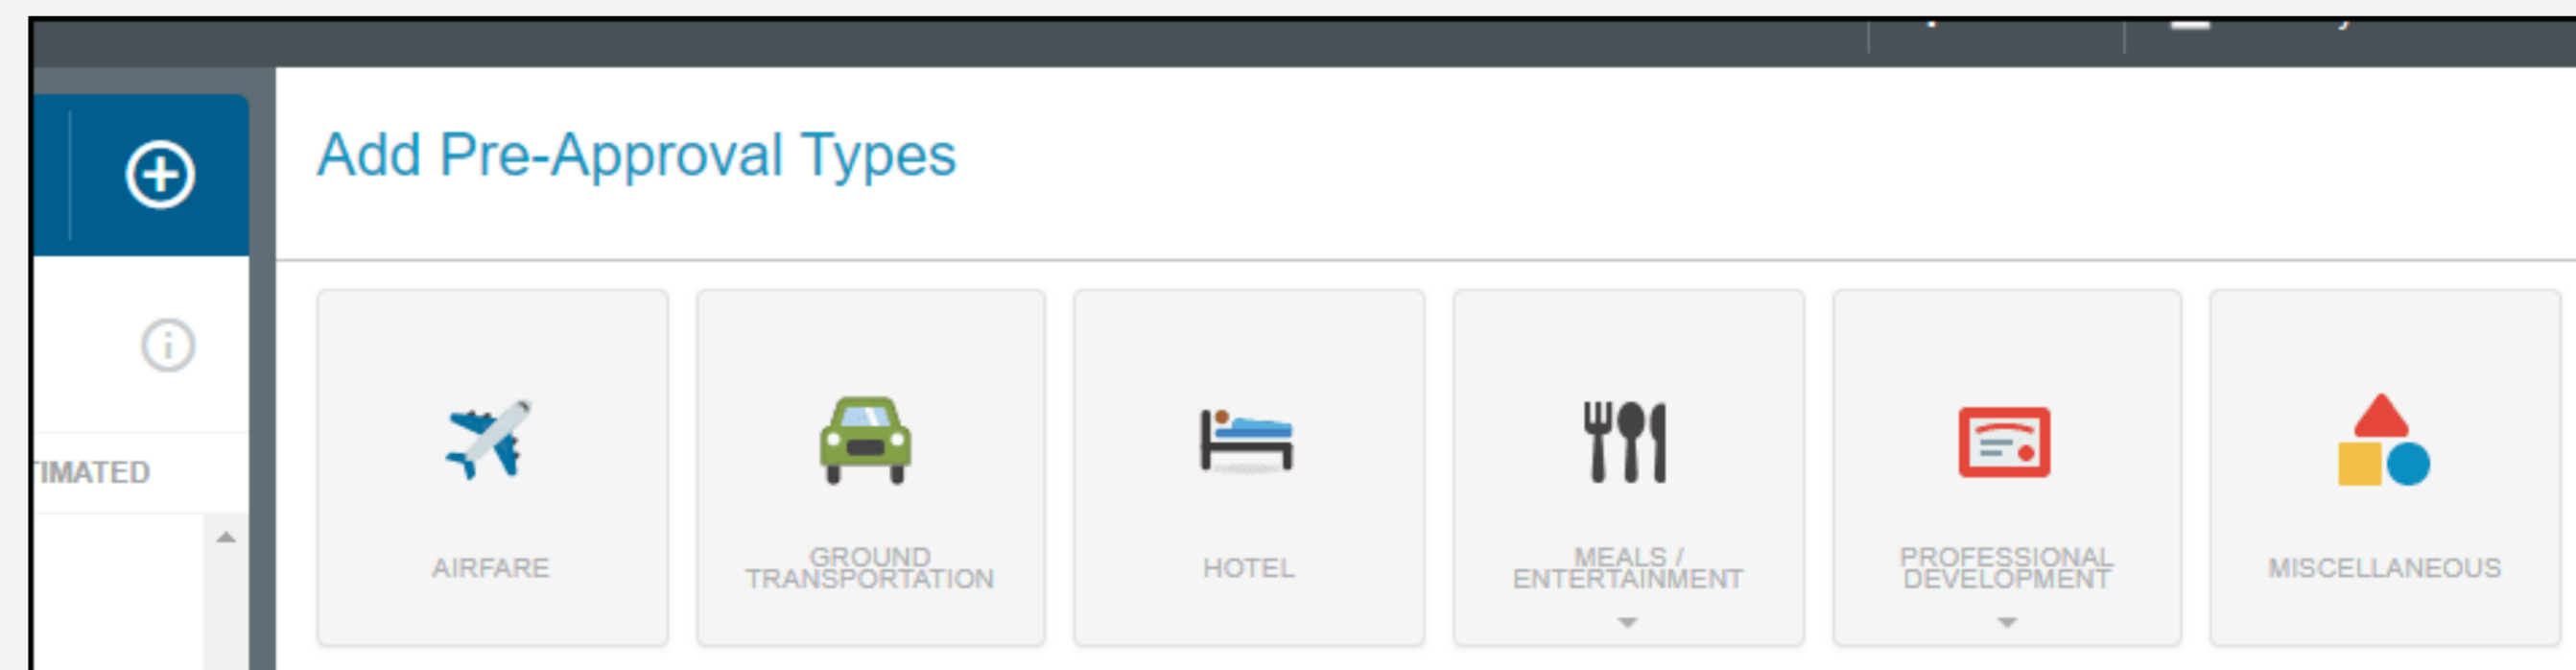 Add Pre-Approval Types
TIMATED
AIRFARE
GROUND
TRANSPORTATION
HOTEL
MEALS /
ENTERTAINMENT
PROFESSIONAL
DEVELOPMENT
MISCELLANEOUS